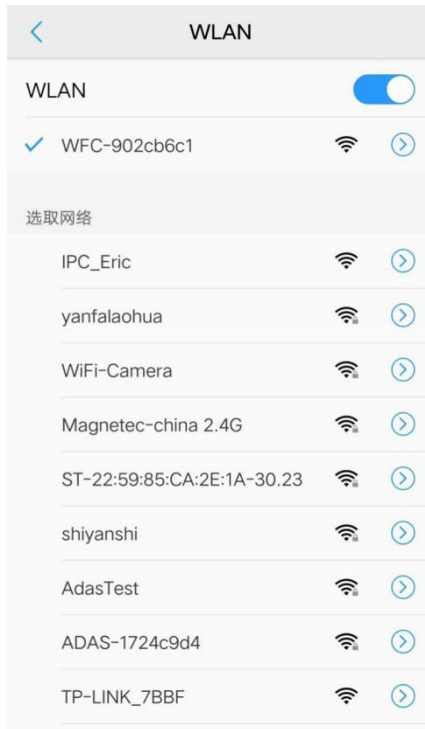 WLAN
WLAN
WFC-902cb6c1
选取网络
IPC_Eric
yanfalaohua
WiFi-Camera
Magnetec-china 2.4G
ST-22:59:85:CA:2E:1A-30.23
shiyanshi
AdasTest
ADAS-1724c9d4
TP-LINK_7BBF